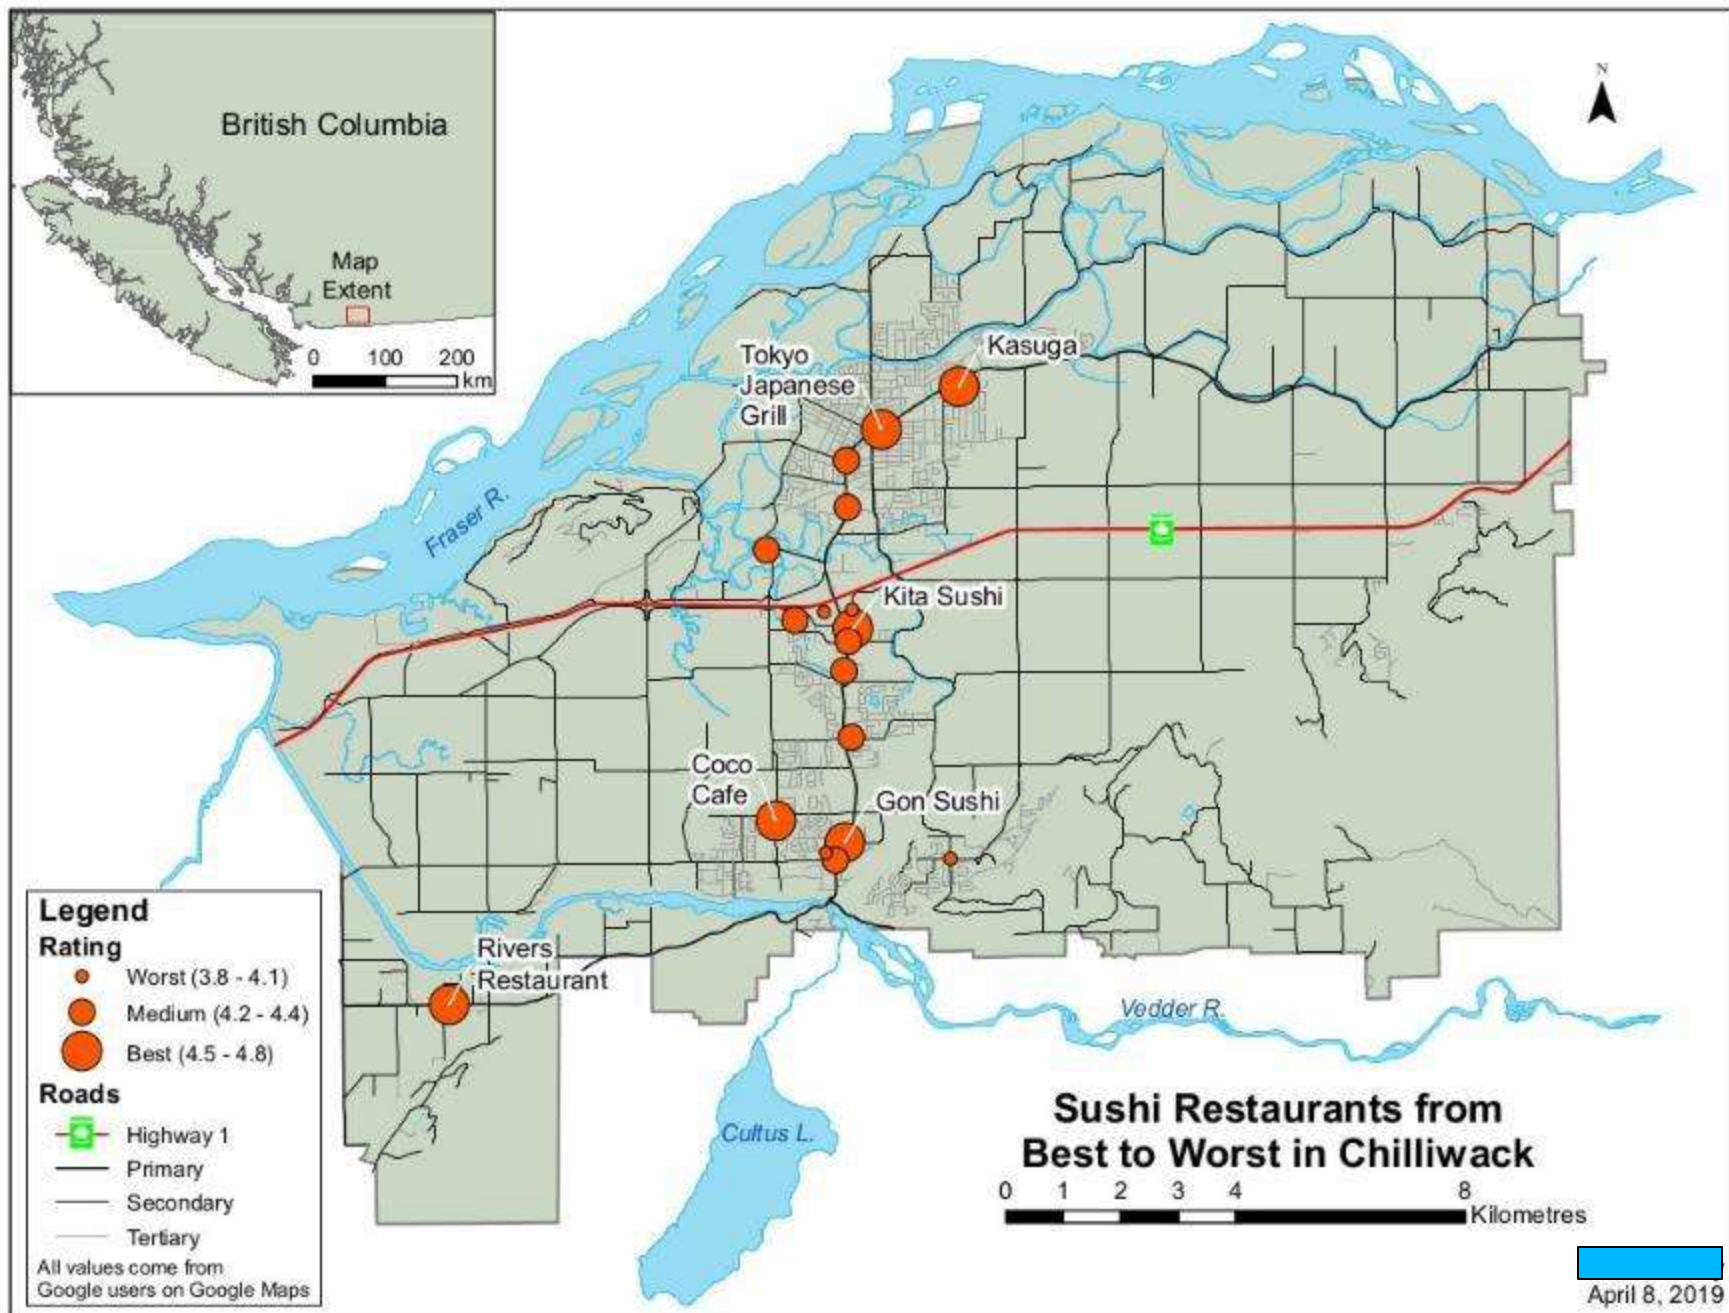 British Columbia
Map
Extent
0 100 200
km
N
Kasuga
Tokyo
Japanese
Grill
Fraser R.
Kita Sushi
Coco
Cafe
Gon Sushi
Rivers
Restaurant
Vedder R.
Cultus L.
Legend
Rating
Worst (3.8 - 4.1)
Medium (4.2 - 4.4)
Best (4.5 - 4.8)
Roads
Highway 1
Primary
Secondary
Tertiary
All values come from
Google users on Google Maps
Sushi Restaurants from
Best to Worst in Chilliwack
0 1 2 3 4 8
Kilometres
April 8, 2019